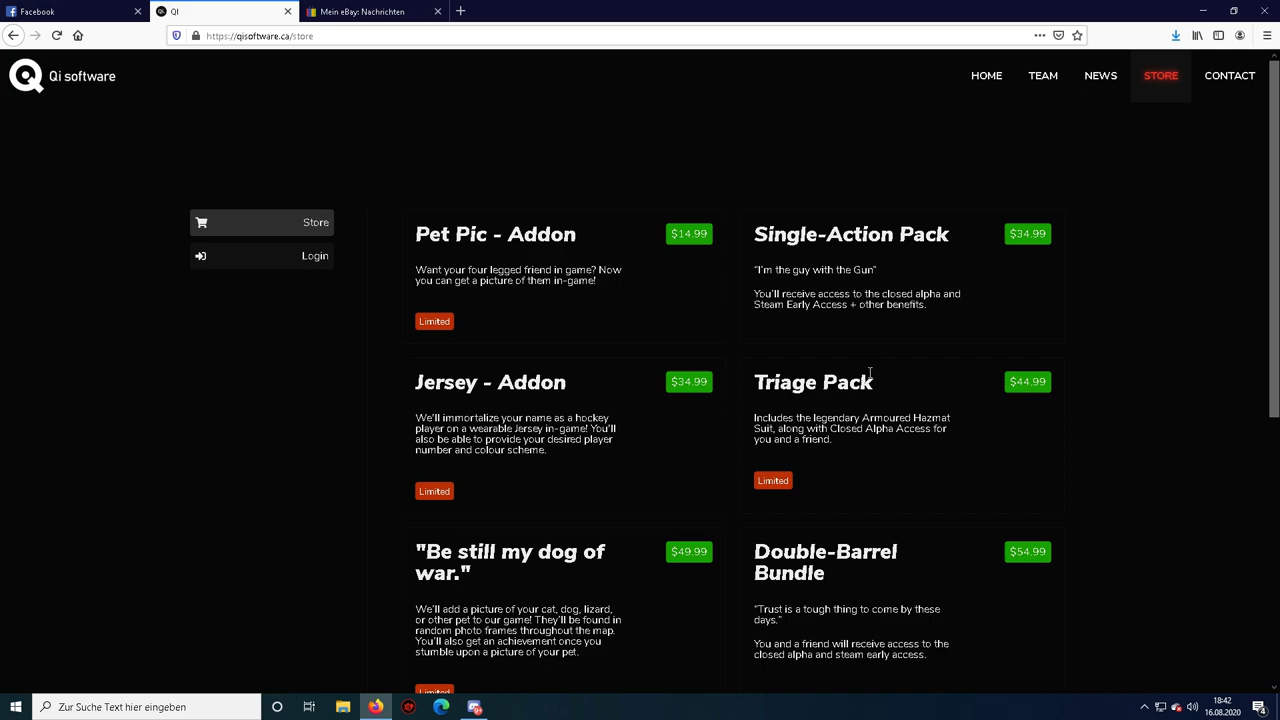 Facebook
QI
Mein eBay: Nachrichten
https://qisoftware.ca/store
Qi software
HOME
TEAM
NEWS
STORE
CONTACT
Store
Login
Pet Pic - Addon
$14.99
Want your four legged friend in game? Now
you can get a picture of them in-game!
Limited
Single-Action Pack
$34.99
"I'm the guy with the Gun"
You'll receive access to the closed alpha and
Steam Early Access + other benefits.
Jersey - Addon
$34.99
We'll immortalize your name as a hockey
player on a wearable Jersey in-game! You'll
also be able to provide your desired player
number and colour scheme.
Limited
Triage Pack
$44.99
Includes the legendary Armoured Hazmat
Suit, along with Closed Alpha Access for
you and a friend.
Limited
"Be still my dog of
war."
$49.99
We'll add a picture of your cat, dog, lizard,
or other pet to our game! They'll be found in
random photo frames throughout the map.
You'll also get an achievement once you
stumble upon a picture of your pet.
Limited
Double-Barrel
Bundle
$54.99
"Trust is a tough thing to come by these
days."
You and a friend will receive access to the
closed alpha and steam early access.
Zur Suche Text hier eingeben
18:42
16.08.2020
4